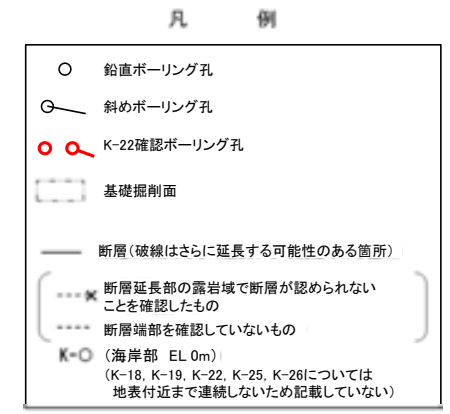 凡 例
鉛直ボーリング孔
斜めボーリング孔
K-22確認ボーリング孔
基礎掘削面
断層(破線はさらに延長する可能性のある箇所)
断層延長部の露岩域で断層が認められない
ことを確認したもの
断層端部を確認していないもの
K-○ (海岸部 EL 0m)
(K-18, K-19, K-22, K-25, K-26については
地表付近まで連続しないため記載していない)